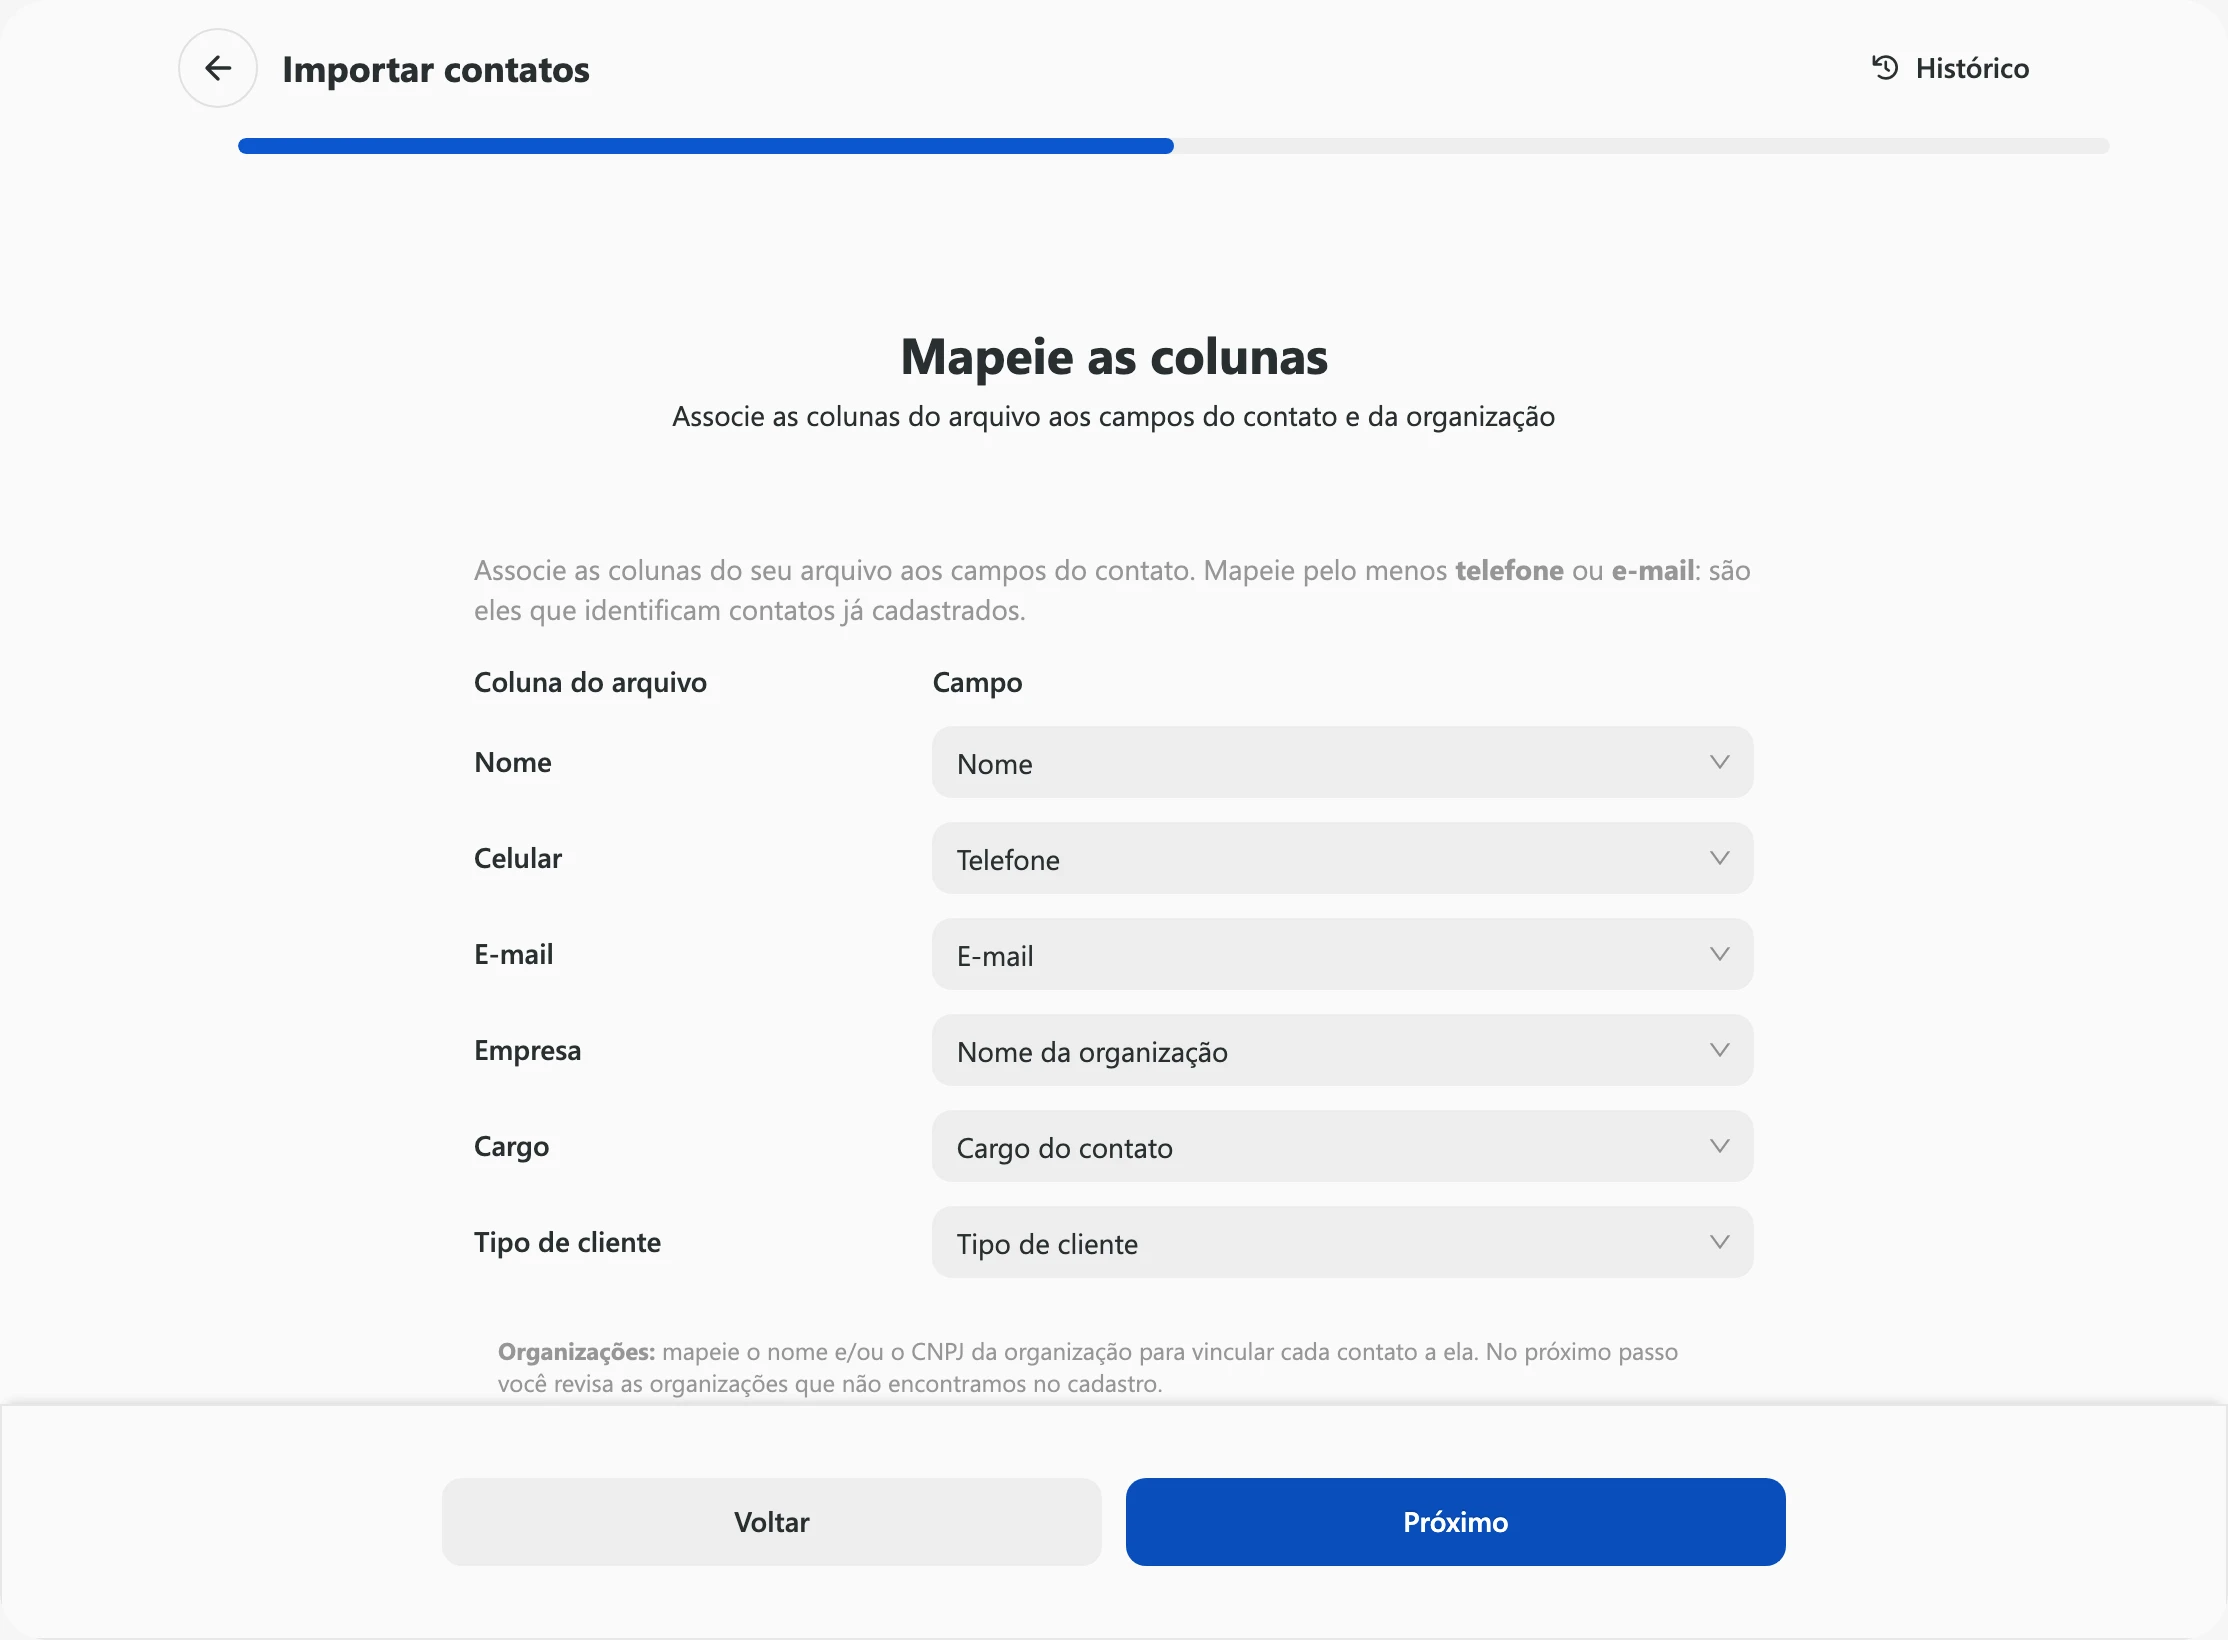 Importar contatos
Histórico
Mapeie as colunas
Associe as colunas do arquivo aos campos do contato e da organização
Associe as colunas do seu arquivo aos campos do contato. Mapeie pelo menos telefone ou e-mail: são
eles que identificam contatos já cadastrados.
Coluna do arquivo Campo
Nome Nome
Celular Telefone
E-mail E-mail
Empresa Nome da organização
Cargo Cargo do contato
Tipo de cliente Tipo de cliente
Organizações: mapeie o nome e/ou o CNPJ da organização para vincular cada contato a ela. No próximo passo
você revisa as organizações que não encontramos no cadastro.
Voltar Próximo